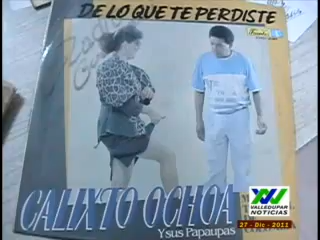 DE LO QUE TE PERDISTE
CALIXTO OCHOA
Y sus Papaupas
VALLEDUPAR
NOTICIAS
27 - Dic - 2011